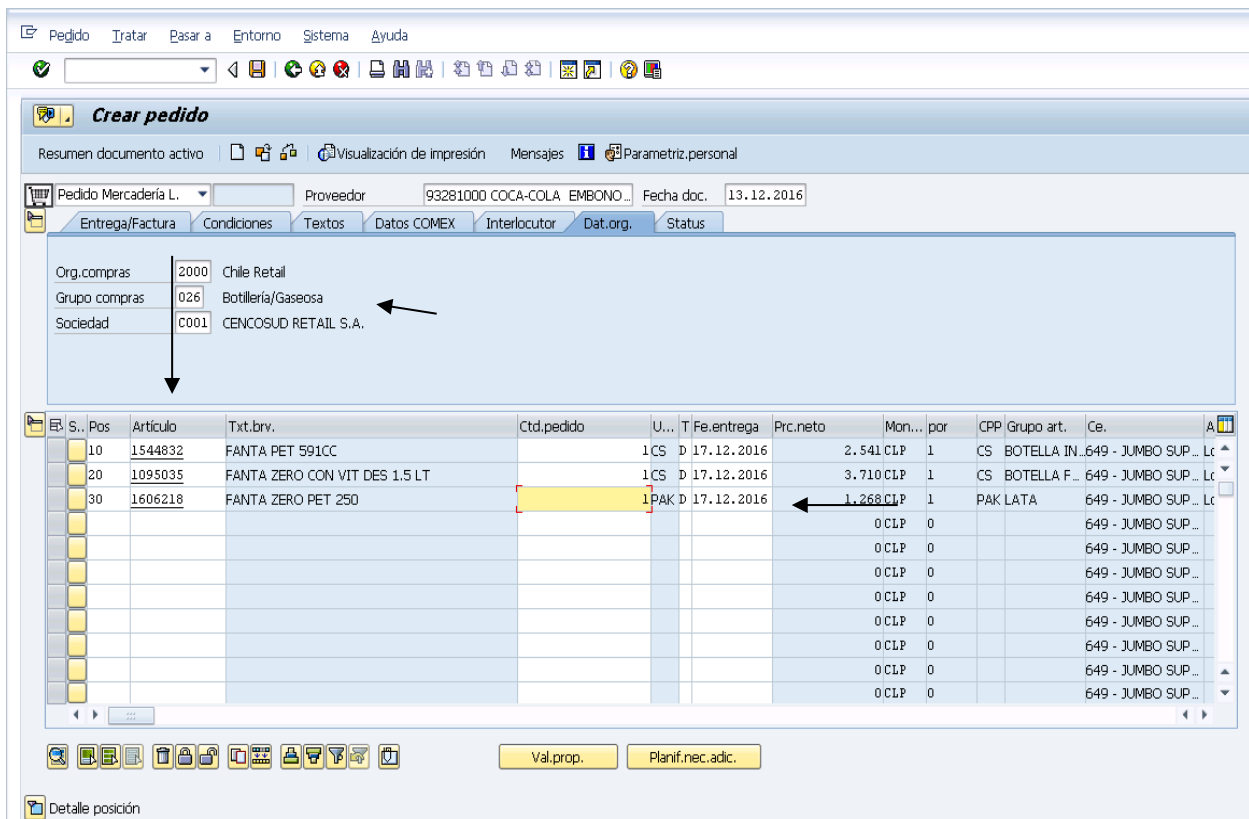 Pedido Tratar Pasar a Entorno Sistema Ayuda
Crear pedido
Resumen documento activo Visualización de impresión Mensajes Parametriz.personal
Pedido Mercadería L. Proveedor 93281000 COCA-COLA EMBONO... Fecha doc. 13.12.2016
Entrega/Factura Condiciones Textos Datos COMEX Interlocutor Dat.org. Status
Org.compras 2000 Chile Retail
Grupo compras 026 Botillería/Gaseosa
Sociedad C001 CENCOSUD RETAIL S.A.
S.. Pos Artículo Txt.brv. Ctd.pedido U... T Fe.entrega Prc.neto Mon... por CPP Grupo art. Ce. A
10 1544832 FANTA PET 591CC 1 CS D 17.12.2016 2.541 CLP 1 CS BOTELLA IN... 649 - JUMBO SUP... Lo
20 1095035 FANTA ZERO CON VIT DES 1.5 LT 1 CS D 17.12.2016 3.710 CLP 1 CS BOTELLA F... 649 - JUMBO SUP... Lo
30 1606218 FANTA ZERO PET 250 1 PAK D 17.12.2016 1.268 CLP 1 PAK LATA 649 - JUMBO SUP... Lo
0 CLP 0 649 - JUMBO SUP...
0 CLP 0 649 - JUMBO SUP...
0 CLP 0 649 - JUMBO SUP...
0 CLP 0 649 - JUMBO SUP...
0 CLP 0 649 - JUMBO SUP...
0 CLP 0 649 - JUMBO SUP...
0 CLP 0 649 - JUMBO SUP...
0 CLP 0 649 - JUMBO SUP...
Val.prop. Planif.nec.adic.
Detalle posición